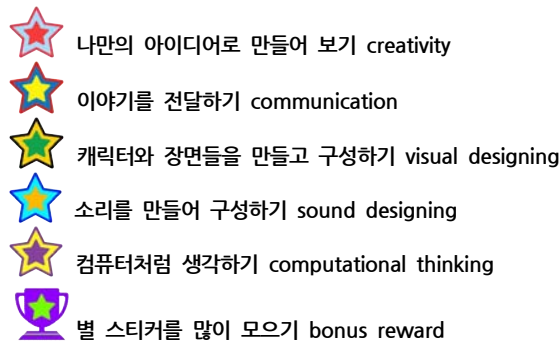 나만의 아이디어로 만들어 보기 creativity
이야기를 전달하기 communication
캐릭터와 장면들을 만들고 구성하기 visual designing
소리를 만들어 구성하기 sound designing
컴퓨터처럼 생각하기 computational thinking
별 스티커를 많이 모으기 bonus reward